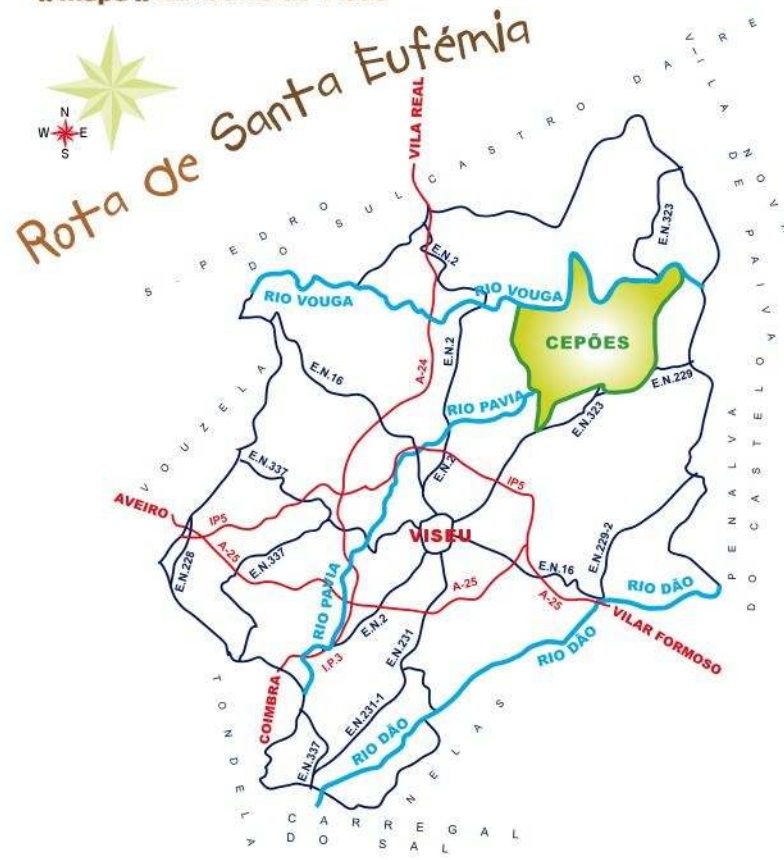 Rota de Santa Eufémia
N
W E
S
VILA REAL
S. PEDRO DO SUL
CASTRO DAIRE
VILA NOVA DE PAIVA
E.N.323
E.N.2
RIO VOUGA
RIO VOUGA
CEPÕES
A-24
E.N.2
E.N.16
E.N.229
RIO PAVIA
E.N.323
VOUZELA
PENALVA DO CASTELO
E.N.337
E.N.2
IP5
AVEIRO
IP5
VISEU
A-25
E.N.228
E.N.337
E.N.16
E.N.229-2
RIO DÃO
A-25
A-25
RIO PAVIA
E.N.2
E.N.231
VILAR FORMOSO
RIO DÃO
I.P.3
COIMBRA
E.N.231-1
RIO DÃO
E.N.337
TONDELA
NELAS
CARREGAL
DO SAL